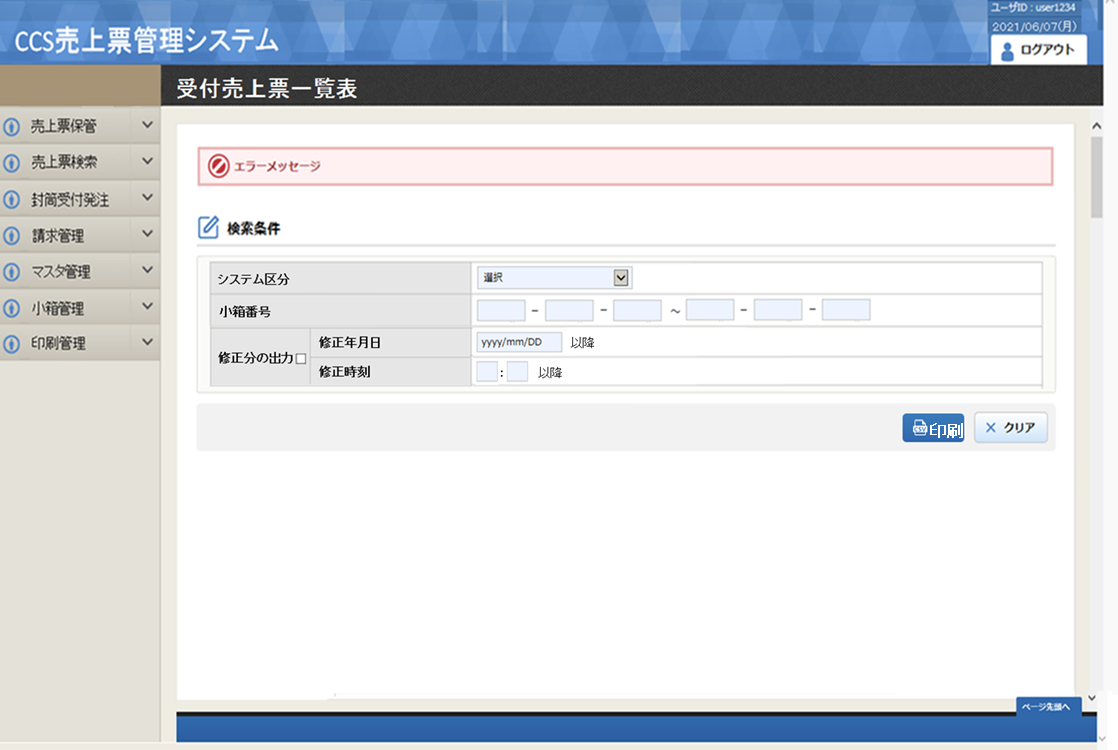 ユーザID : user1234
2021/06/07(月)
CCS売上票管理システム
ログアウト
受付売上票一覧表
売上票保管
売上票検索
封筒受付発注
請求管理
マスタ管理
小箱管理
印刷管理
エラーメッセージ
検索条件
システム区分 選択
小箱番号 - - ~ - -
修正分の出力 修正年月日 yyyy/mm/DD 以降
修正時刻 : 以降
CSV 印刷 × クリア
ページ先頭へ